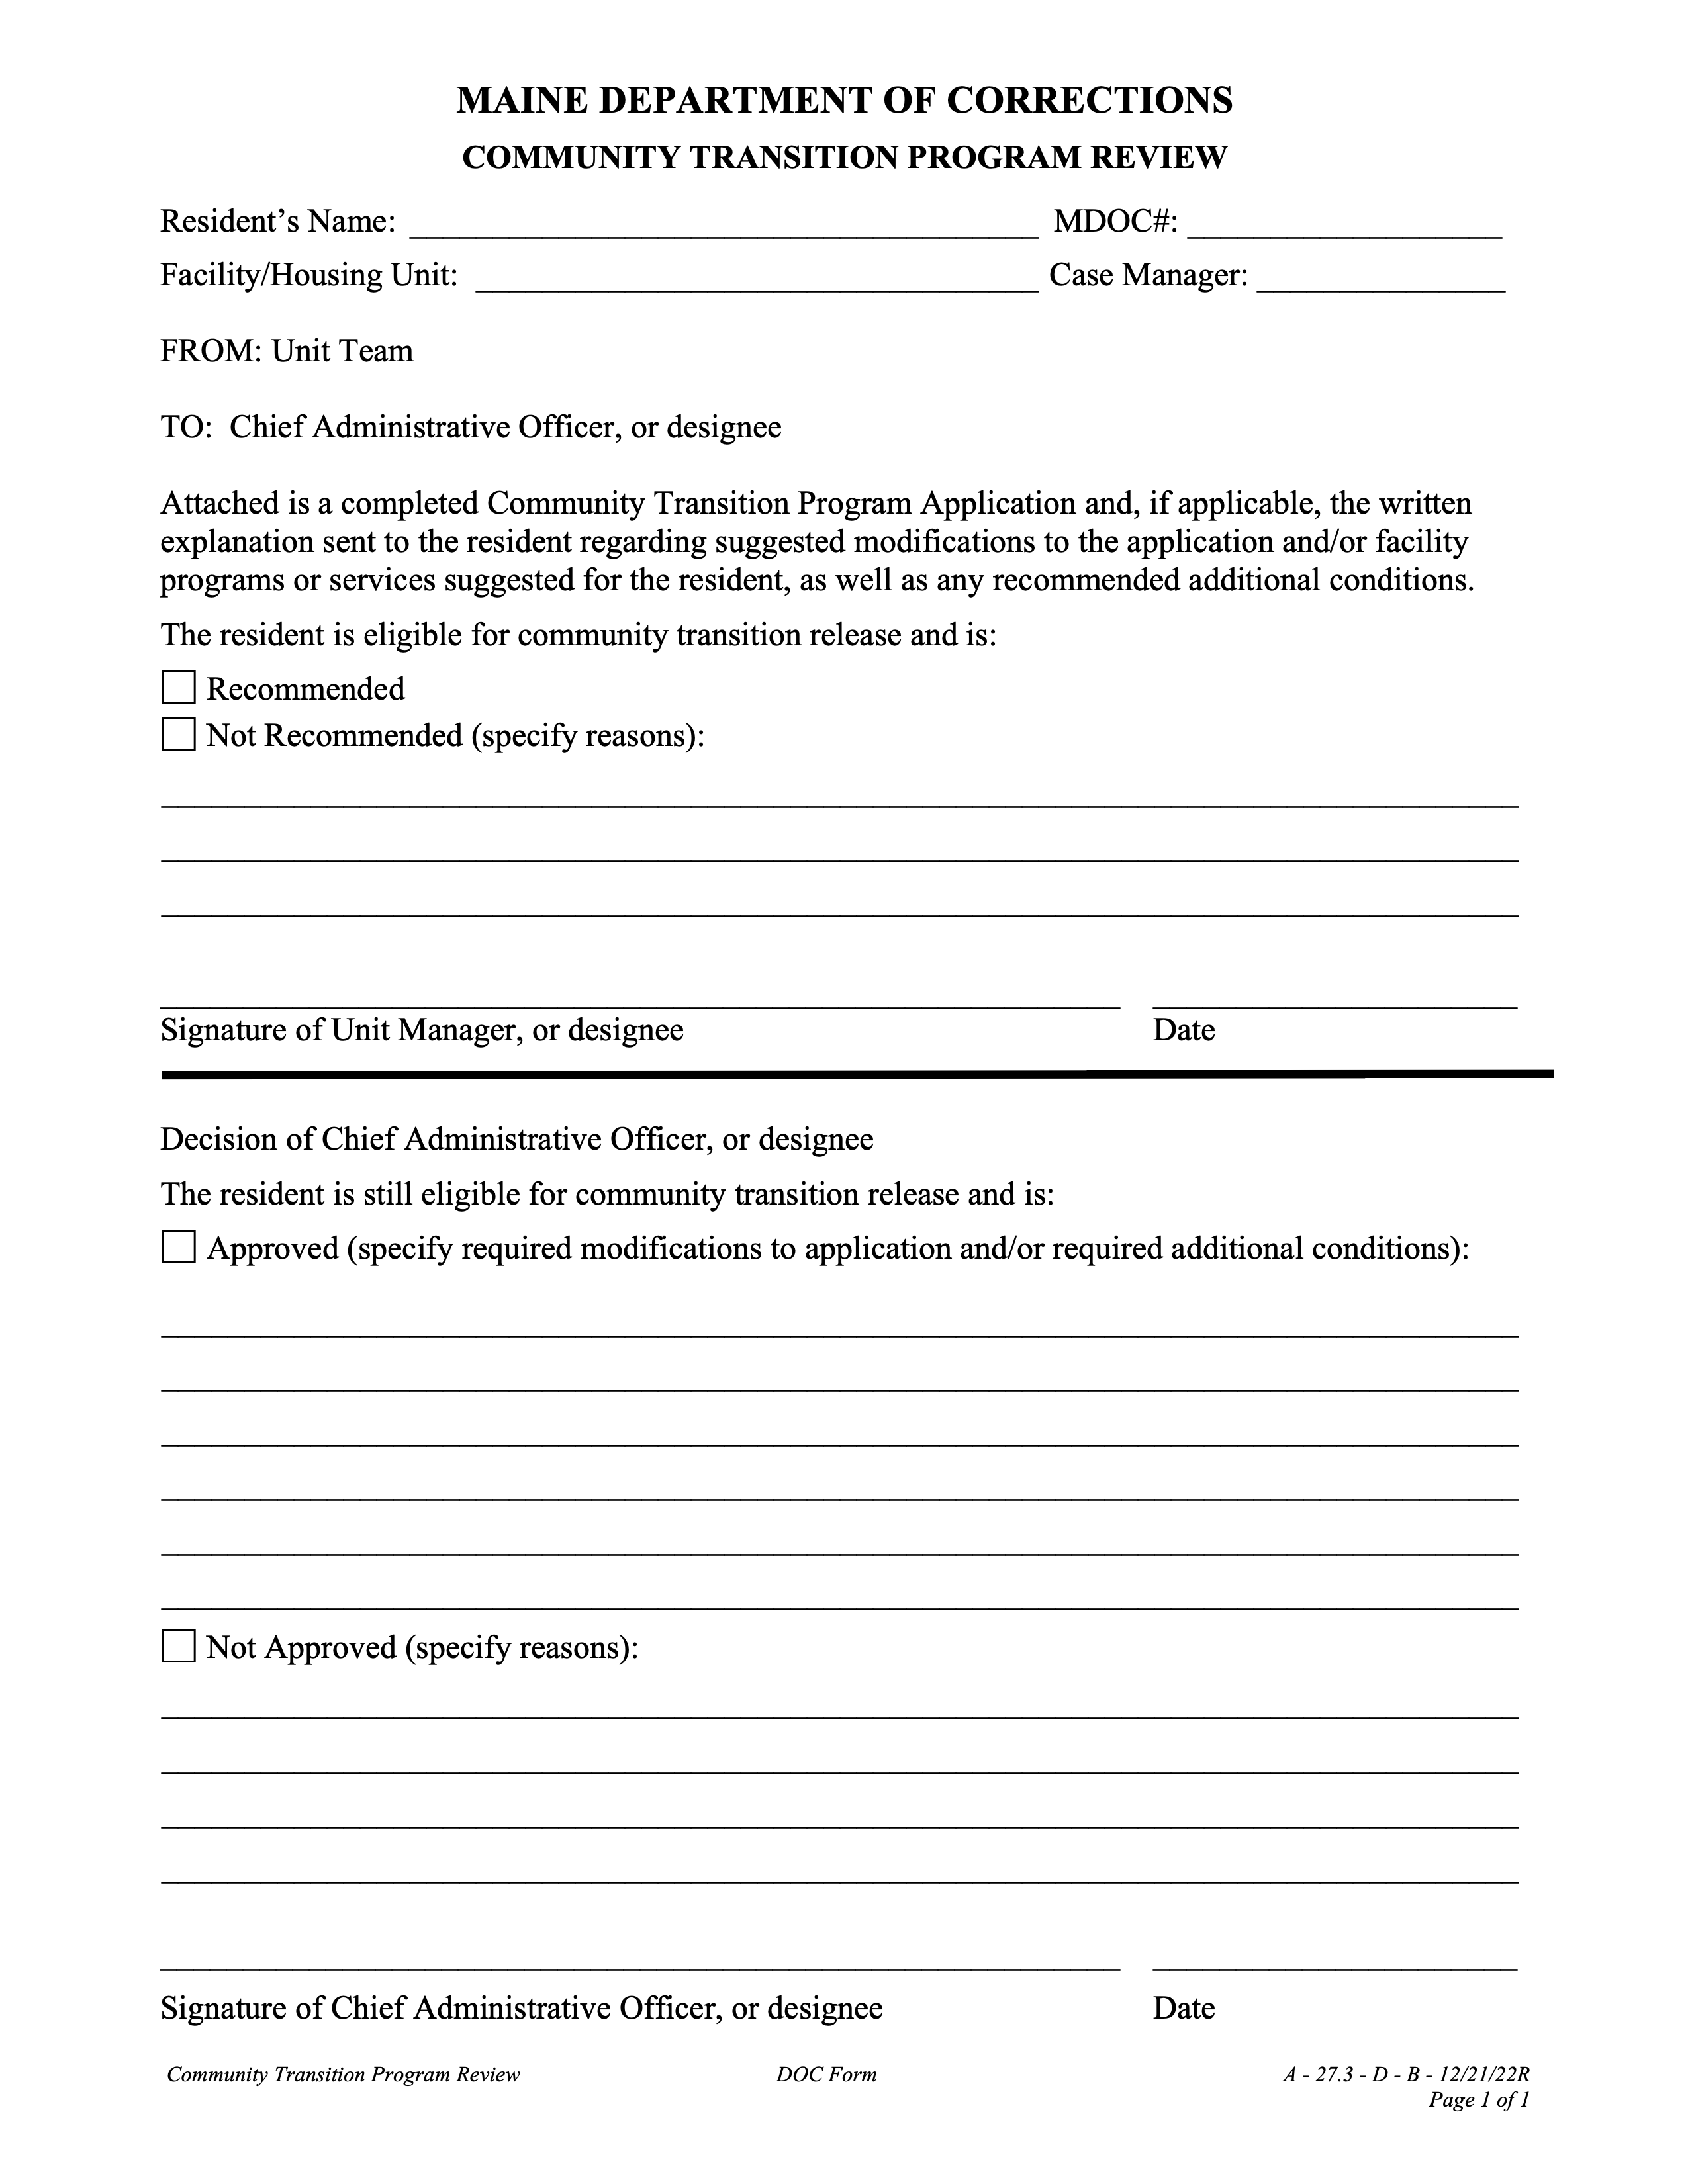 MAINE DEPARTMENT OF CORRECTIONS
COMMUNITY TRANSITION PROGRAM REVIEW
Resident’s Name: ______________________________________ MDOC#: ___________________
Facility/Housing Unit: __________________________________ Case Manager: _______________
FROM: Unit Team
TO: Chief Administrative Officer, or designee
Attached is a completed Community Transition Program Application and, if applicable, the written
explanation sent to the resident regarding suggested modifications to the application and/or facility
programs or services suggested for the resident, as well as any recommended additional conditions.
The resident is eligible for community transition release and is:
☐ Recommended
☐ Not Recommended (specify reasons):
Signature of Unit Manager, or designee Date
Decision of Chief Administrative Officer, or designee
The resident is still eligible for community transition release and is:
☐ Approved (specify required modifications to application and/or required additional conditions):
☐ Not Approved (specify reasons):
Signature of Chief Administrative Officer, or designee Date
Community Transition Program Review DOC Form A - 27.3 - D - B - 12/21/22R
Page 1 of 1